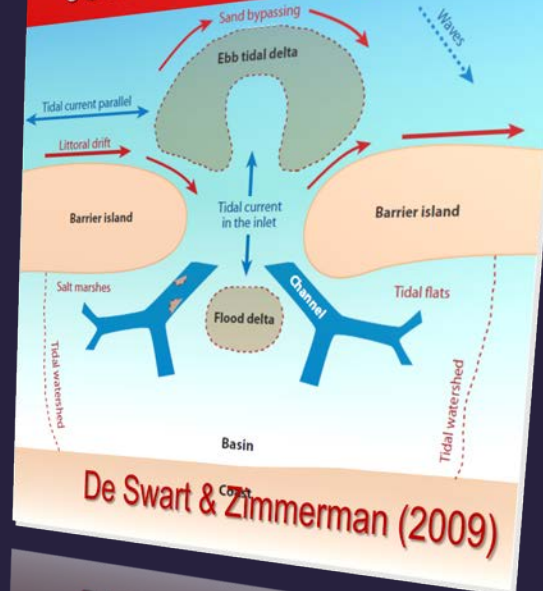 Sand bypassing
Waves
Ebb tidal delta
Tidal current parallel
Littoral drift
Tidal current
in the inlet
Barrier island
Barrier island
Salt marshes
Channel
Tidal flats
Flood delta
Tidal watershed
Tidal watershed
Basin
Coast
De Swart & Zimmerman (2009)